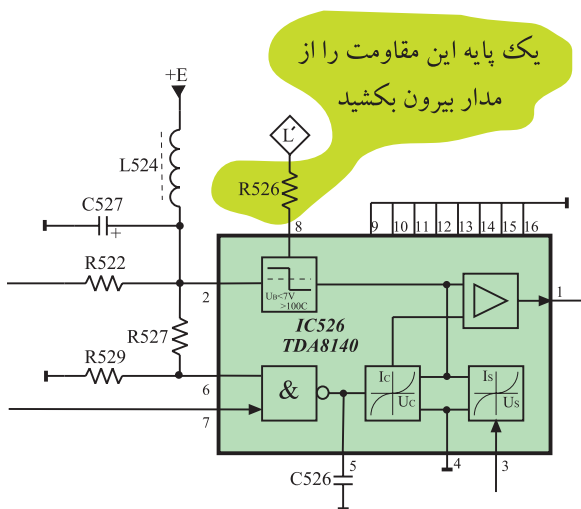 یک پایه این مقاومت را از
مدار بیرون بکشید
+E
L′
L524
R526
C527
8
9 10 11 12 13 14 15 16
R522
2
UB<7V
>100C
1
IC526
TDA8140
R527
R529
6
&
IC
UC
IS
US
7
5
4
3
C526
+